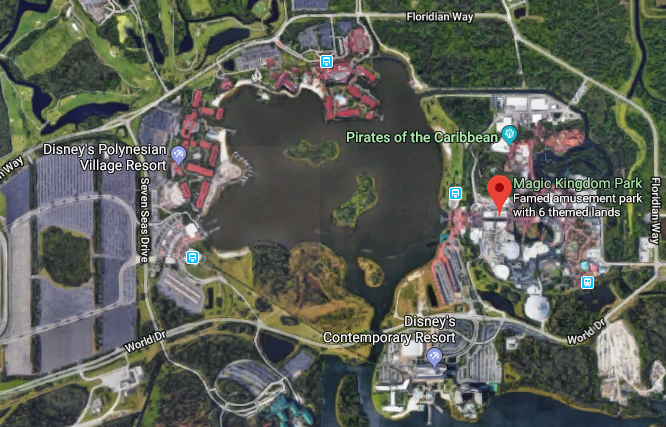 Floridian Way
Pirates of the Caribbean
Disney's Polynesian
Village Resort
Way
Magic Kingdom Park
Famed amusement park
with 6 themed lands
Seven Seas Drive
Floridian Way
World Dr
Disney's
Contemporary Resort
World Dr